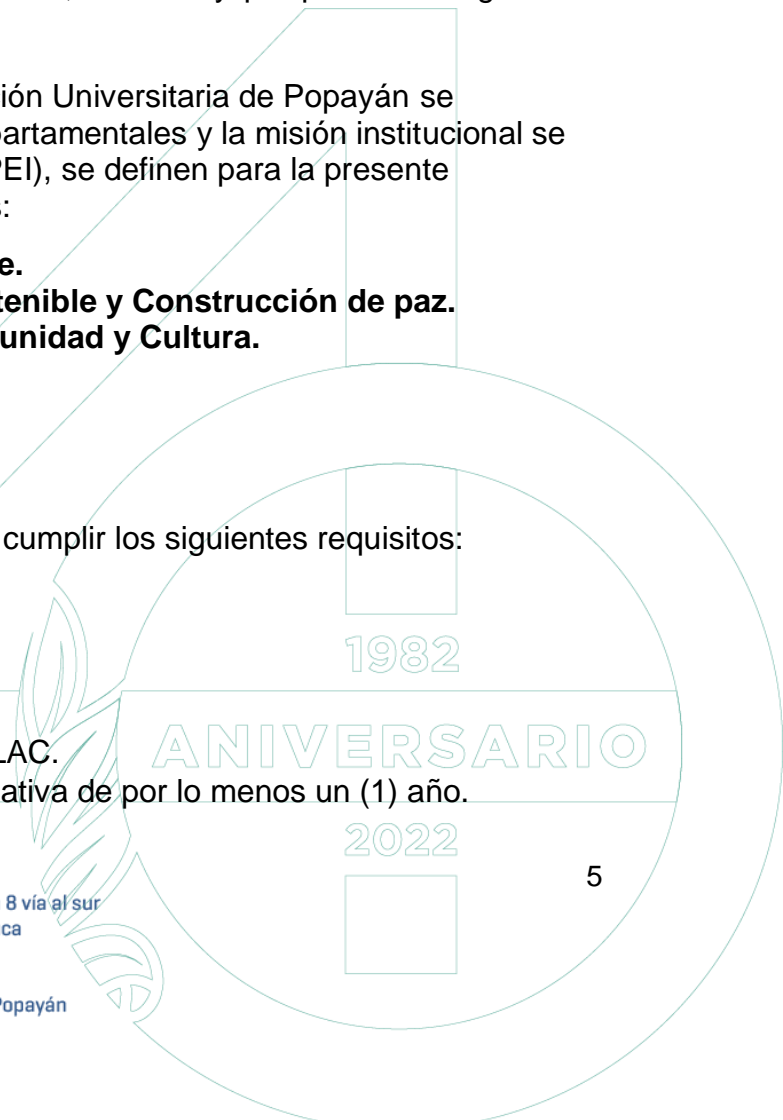 ión Universitaria de Popayán se
artamentales y la misión institucional se
PEI), se definen para la presente
s:
e.
tenible y Construcción de paz.
unidad y Cultura.
cumplir los siguientes requisitos:
1982
ANIVERSARIO
LAC.
ativa de por lo menos un (1) año.
2022
5
8 vía al sur
ca
Popayán